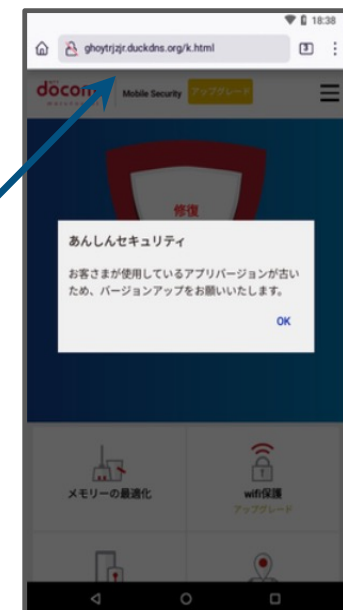 18:38
ghoytrjzjr.duckdns.org/k.html
3
docomo
Mobile Security
アップグレード
修復
あんしんセキュリティ
お客さまが使用しているアプリバージョンが古い
ため、バージョンアップをお願いいたします。
OK
メモリーの最適化
wifi保護
アップグレード